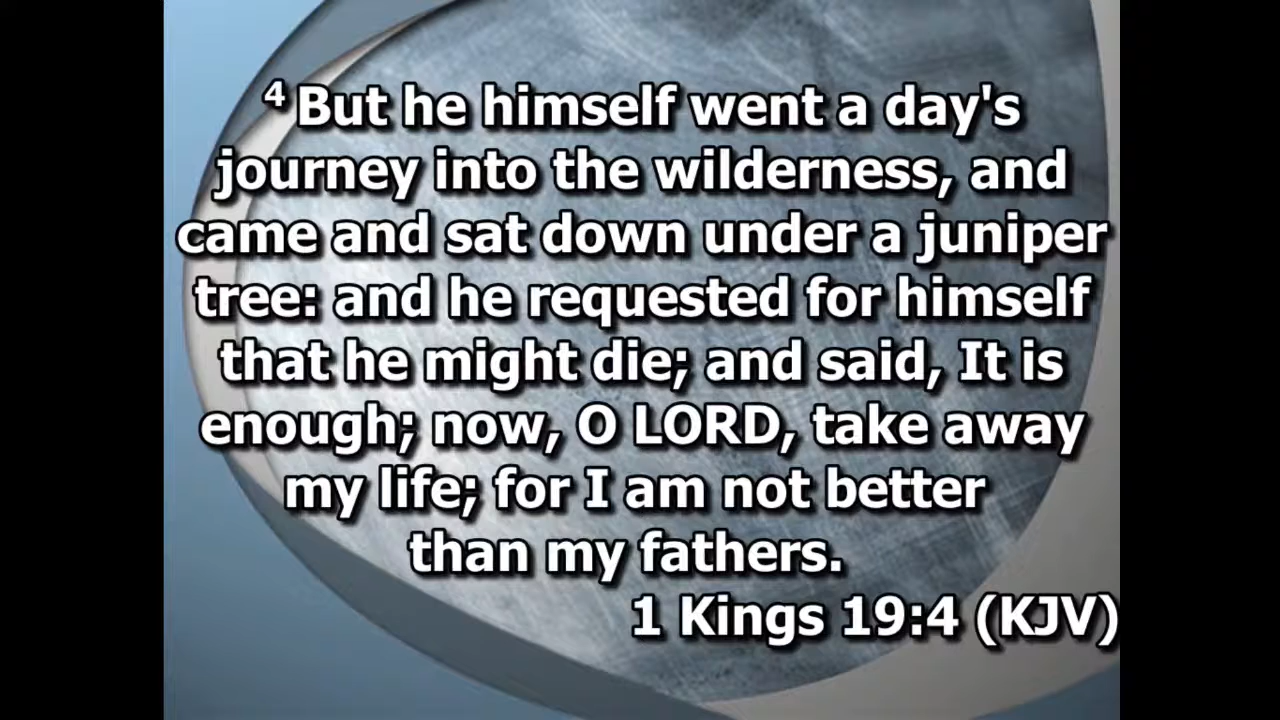 ⁴ But he himself went a day's
journey into the wilderness, and
came and sat down under a juniper
tree: and he requested for himself
that he might die; and said, It is
enough; now, O LORD, take away
my life; for I am not better
than my fathers.
1 Kings 19:4 (KJV)